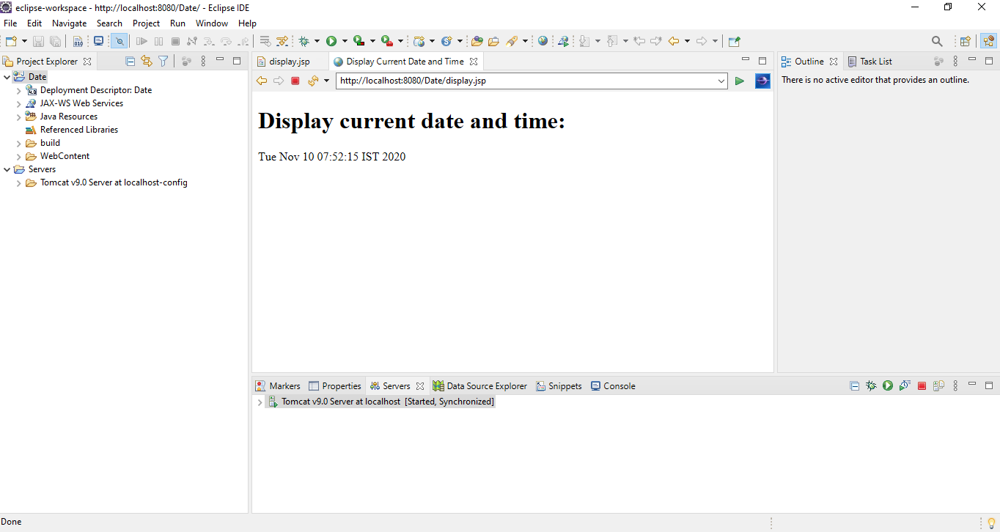 eclipse-workspace - http://localhost:8080/Date/ - Eclipse IDE
File Edit Navigate Search Project Run Window Help
Project Explorer
Date
Deployment Descriptor: Date
JAX-WS Web Services
Java Resources
Referenced Libraries
build
WebContent
Servers
Tomcat v9.0 Server at localhost-config
display.jsp Display Current Date and Time
http://localhost:8080/Date/display.jsp
Display current date and time:
Tue Nov 10 07:52:15 IST 2020
Outline Task List
There is no active editor that provides an outline.
Markers Properties Servers Data Source Explorer Snippets Console
Tomcat v9.0 Server at localhost [Started, Synchronized]
Done